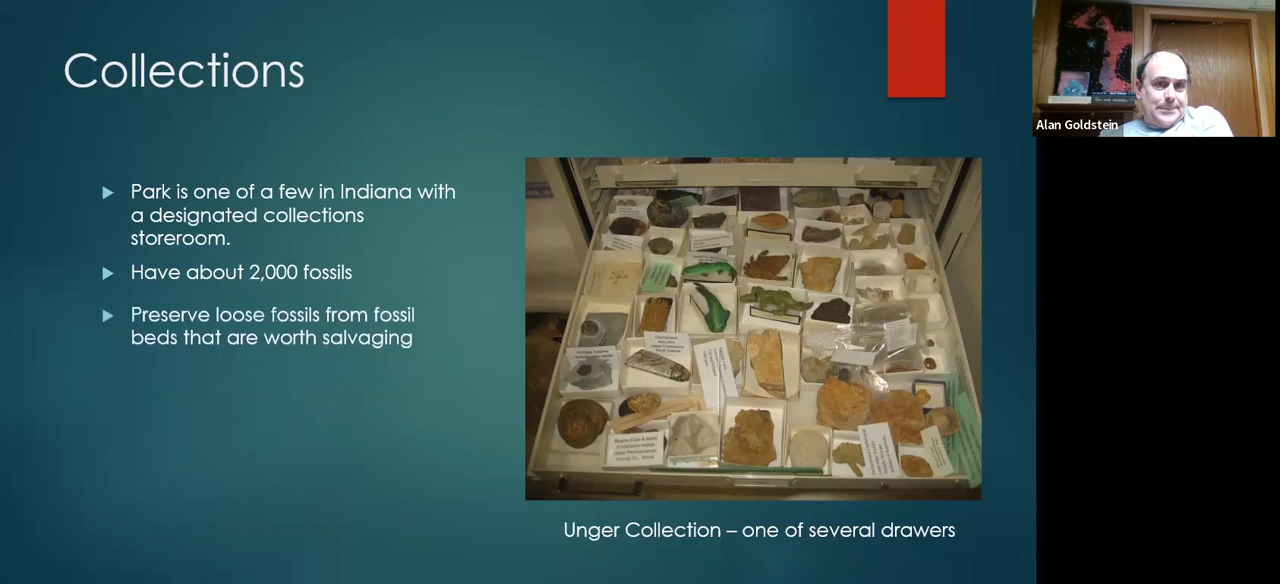 Collections
Park is one of a few in Indiana with
a designated collections
storeroom.
Have about 2,000 fossils
Preserve loose fossils from fossil
beds that are worth salvaging
Unger Collection – one of several drawers
Alan Goldstein